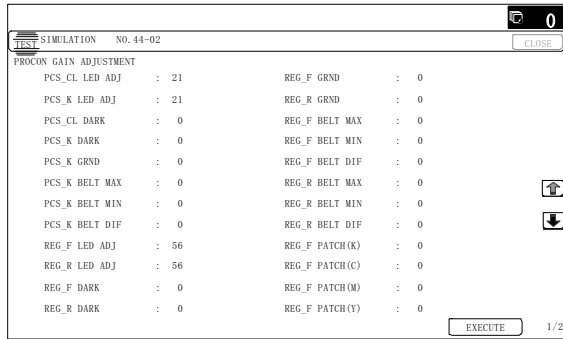 0
TEST SIMULATION NO.44-02 CLOSE
PROCON GAIN ADJUSTMENT
PCS_CL LED ADJ : 21 REG_F GRND : 0
PCS_K LED ADJ : 21 REG_R GRND : 0
PCS_CL DARK : 0 REG_F BELT MAX : 0
PCS_K DARK : 0 REG_F BELT MIN : 0
PCS_K GRND : 0 REG_F BELT DIF : 0
PCS_K BELT MAX : 0 REG_R BELT MAX : 0
PCS_K BELT MIN : 0 REG_R BELT MIN : 0
PCS_K BELT DIF : 0 REG_R BELT DIF : 0
REG_F LED ADJ : 56 REG_F PATCH(K) : 0
REG_R LED ADJ : 56 REG_F PATCH(C) : 0
REG_F DARK : 0 REG_F PATCH(M) : 0
REG_R DARK : 0 REG_F PATCH(Y) : 0
EXECUTE 1/2